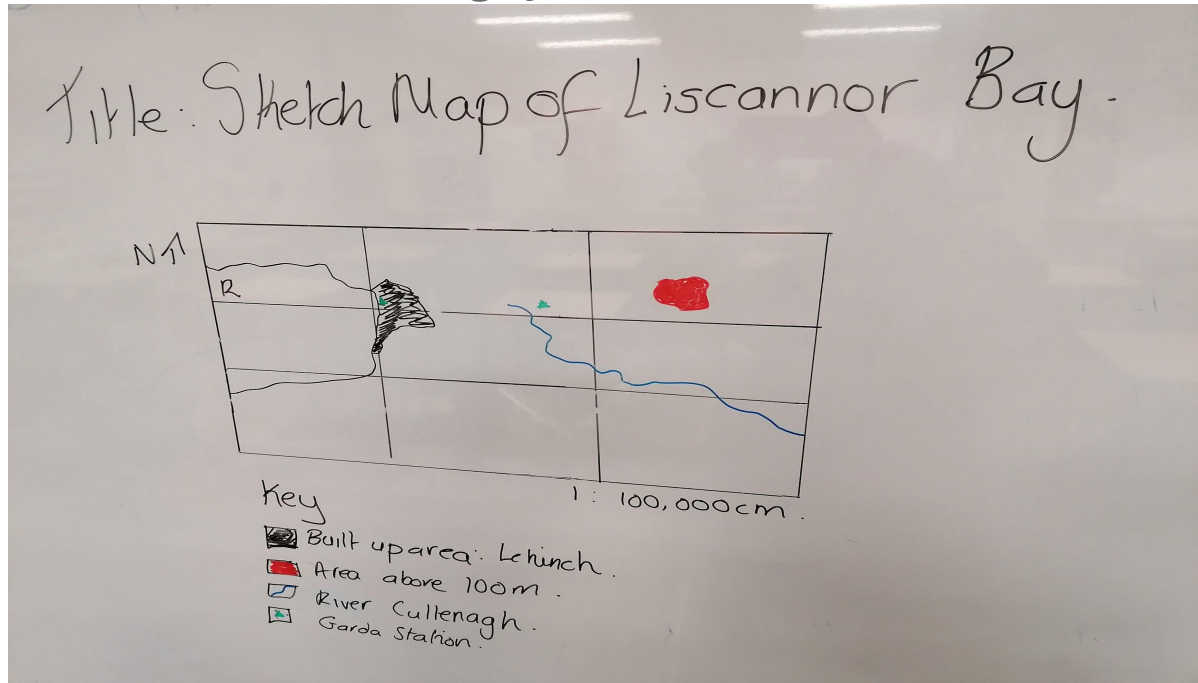 Title: Sketch Map of Liscannor Bay.
N
R
1 : 100,000cm.
Key
Built up area: Lehinch.
Area above 100m.
River Cullenagh.
Garda Station.